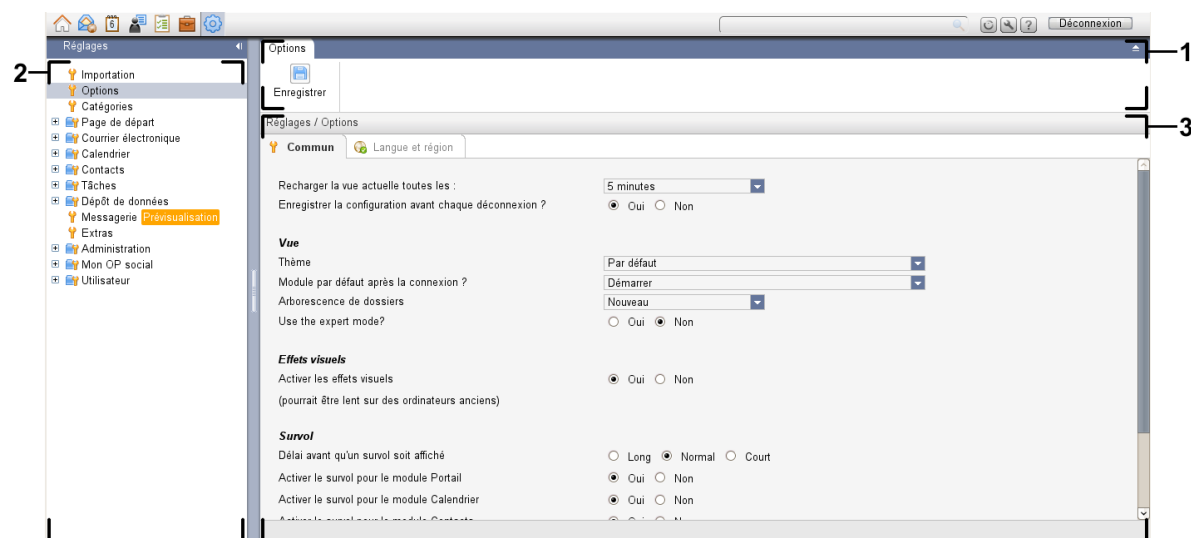 6
?
Déconnexion
Réglages
Options
1
2
Importation
Options
Catégories
Page de départ
Courrier électronique
Calendrier
Contacts
Tâches
Dépôt de données
Messagerie Prévisualisation
Extras
Administration
Mon OP social
Utilisateur
Enregistrer
Réglages / Options
3
Commun
Langue et région
Recharger la vue actuelle toutes les :
5 minutes
Enregistrer la configuration avant chaque déconnexion ?
Oui Non
Vue
Thème
Par défaut
Module par défaut après la connexion ?
Démarrer
Arborescence de dossiers
Nouveau
Use the expert mode?
Oui Non
Effets visuels
Activer les effets visuels
Oui Non
(pourrait être lent sur des ordinateurs anciens)
Survol
Délai avant qu'un survol soit affiché
Long Normal Court
Activer le survol pour le module Portail
Oui Non
Activer le survol pour le module Calendrier
Oui Non